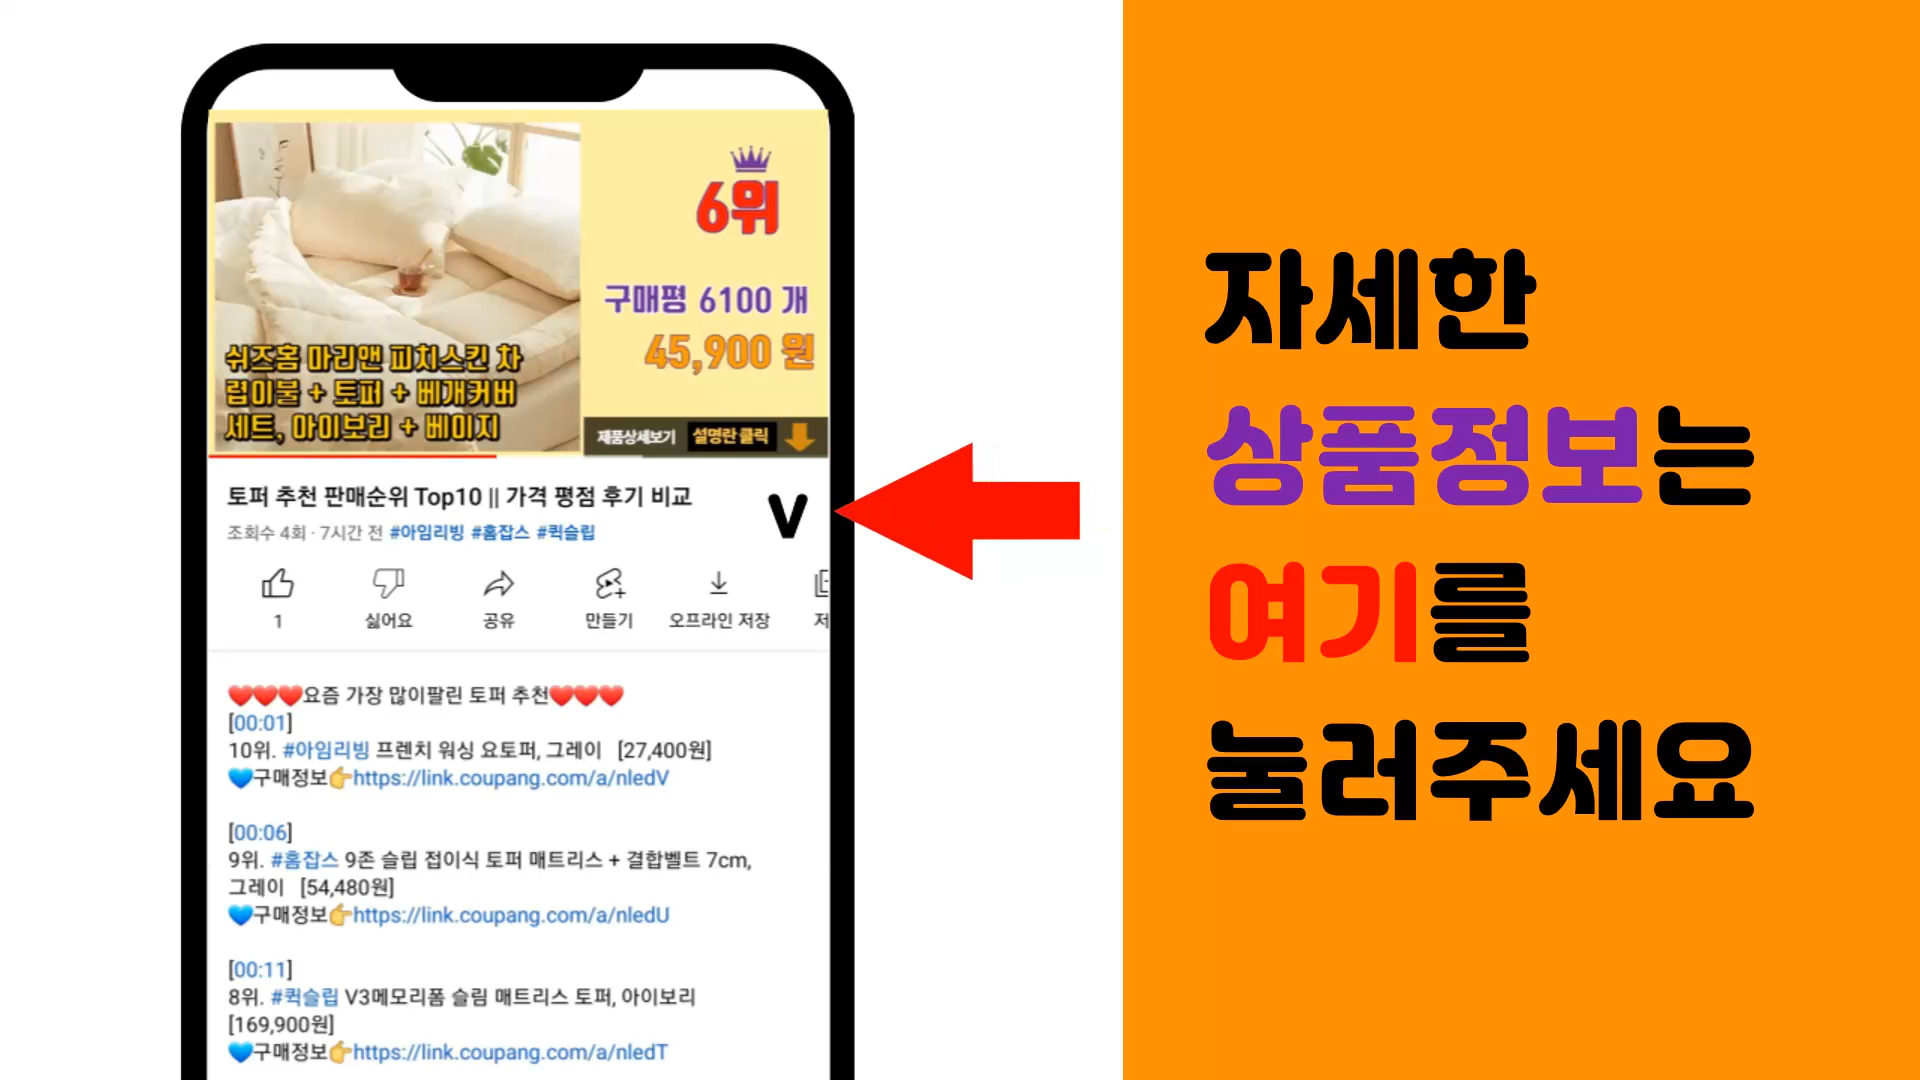 6위
구매평 6100 개
45,900 원
쉬즈홈 마리앤 피치스킨 차
렵이불 + 토퍼 + 베개커버
세트, 아이보리 + 베이지
제품상세보기 설명란 클릭
토퍼 추천 판매순위 Top10 || 가격 평점 후기 비교
V
조회수 4회 · 7시간 전 #아임리빙 #홈잡스 #퀵슬립
1 싫어요 공유 만들기 오프라인 저장 저
❤❤❤요즘 가장 많이팔린 토퍼 추천❤❤❤
[00:01]
10위. #아임리빙 프렌치 워싱 요토퍼, 그레이 [27,400원]
💙구매정보👉https://link.coupang.com/a/nledV
[00:06]
9위. #홈잡스 9존 슬립 접이식 토퍼 매트리스 + 결합벨트 7cm,
그레이 [54,480원]
💙구매정보👉https://link.coupang.com/a/nledU
[00:11]
8위. #퀵슬립 V3메모리폼 슬림 매트리스 토퍼, 아이보리
[169,900원]
💙구매정보👉https://link.coupang.com/a/nledT
자세한
상품정보는
여기를
눌러주세요